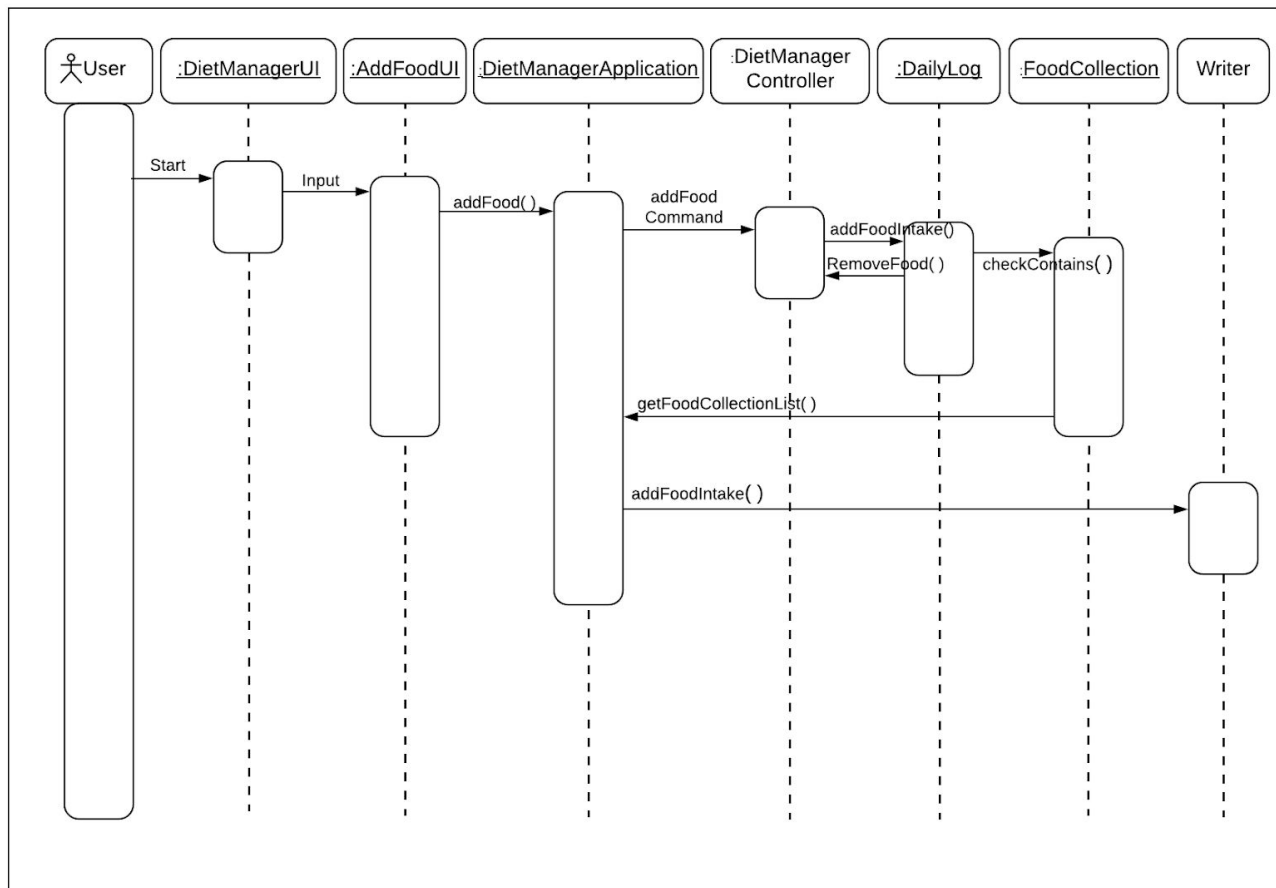 User
:DietManagerUI
:AddFoodUI
:DietManagerApplication
:DietManager
Controller
:DailyLog
:FoodCollection
Writer
Start
Input
addFood( )
addFood
Command
addFoodIntake()
RemoveFood( )
checkContains( )
getFoodCollectionList( )
addFoodIntake( )